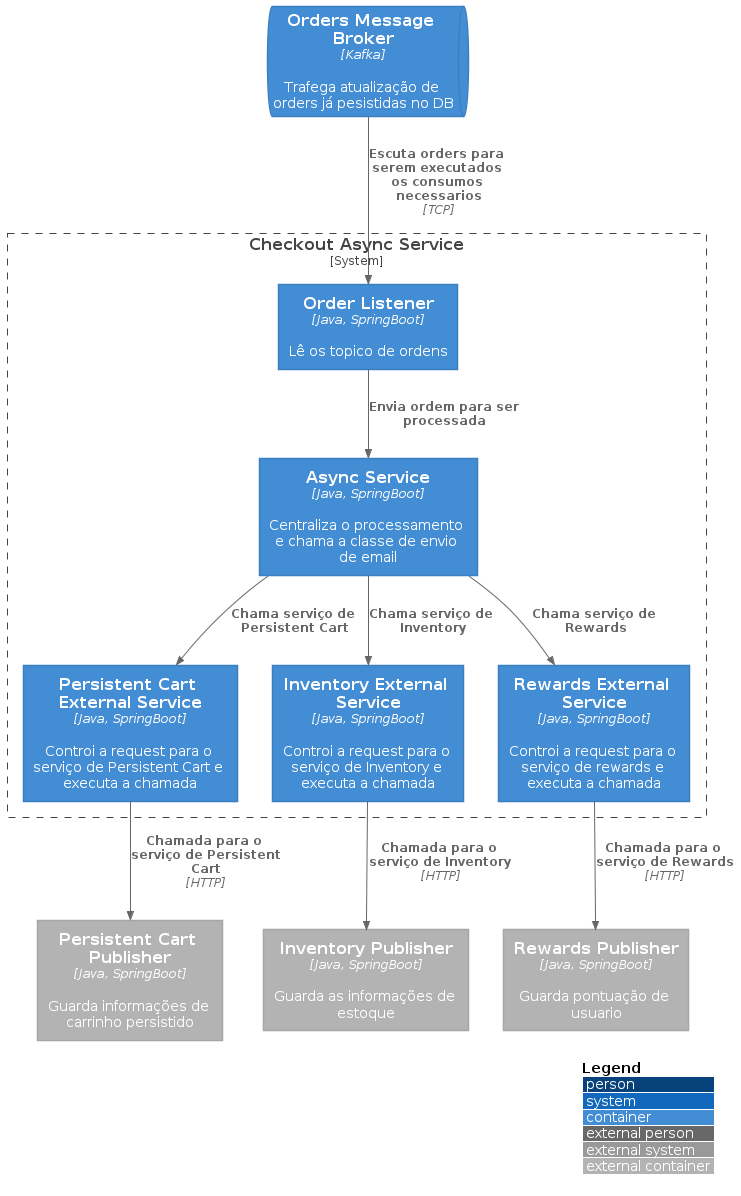 Orders Message
Broker
[Kafka]
Trafega atualização de
orders já pesistidas no DB
Escuta orders para
serem executados
os consumos
necessarios
[TCP]
Checkout Async Service
[System]
Order Listener
[Java, SpringBoot]
Lê os topico de ordens
Envia ordem para ser
processada
Async Service
[Java, SpringBoot]
Centraliza o processamento
e chama a classe de envio
de email
Chama serviço de
Persistent Cart
Chama serviço de
Inventory
Chama serviço de
Rewards
Persistent Cart
External Service
[Java, SpringBoot]
Controi a request para o
serviço de Persistent Cart e
executa a chamada
Inventory External
Service
[Java, SpringBoot]
Controi a request para o
serviço de Inventory e
executa a chamada
Rewards External
Service
[Java, SpringBoot]
Controi a request para o
serviço de rewards e
executa a chamada
Chamada para o
serviço de Persistent
Cart
[HTTP]
Chamada para o
serviço de Inventory
[HTTP]
Chamada para o
serviço de Rewards
[HTTP]
Persistent Cart
Publisher
[Java, SpringBoot]
Guarda informações de
carrinho persistido
Inventory Publisher
[Java, SpringBoot]
Guarda as informações de
estoque
Rewards Publisher
[Java, SpringBoot]
Guarda pontuação de
usuario
Legend
person
system
container
external person
external system
external container